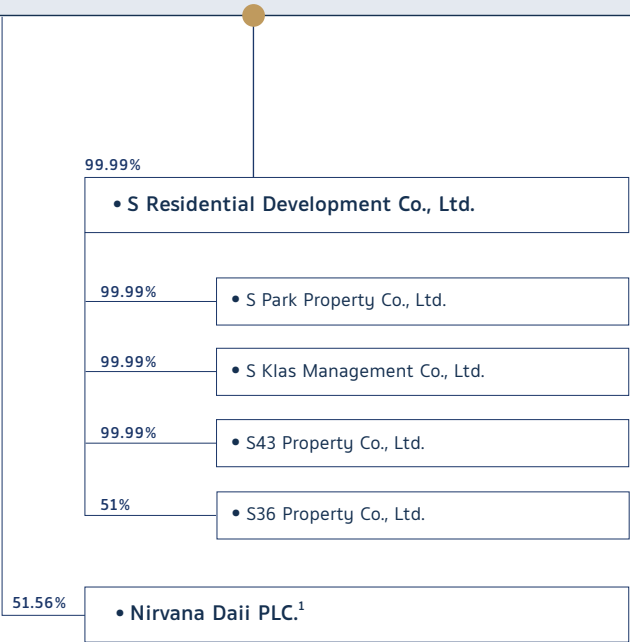 99.99%
• S Residential Development Co., Ltd.
99.99%
• S Park Property Co., Ltd.
99.99%
• S Klas Management Co., Ltd.
99.99%
• S43 Property Co., Ltd.
51%
• S36 Property Co., Ltd.
51.56%
• Nirvana Daii PLC.¹